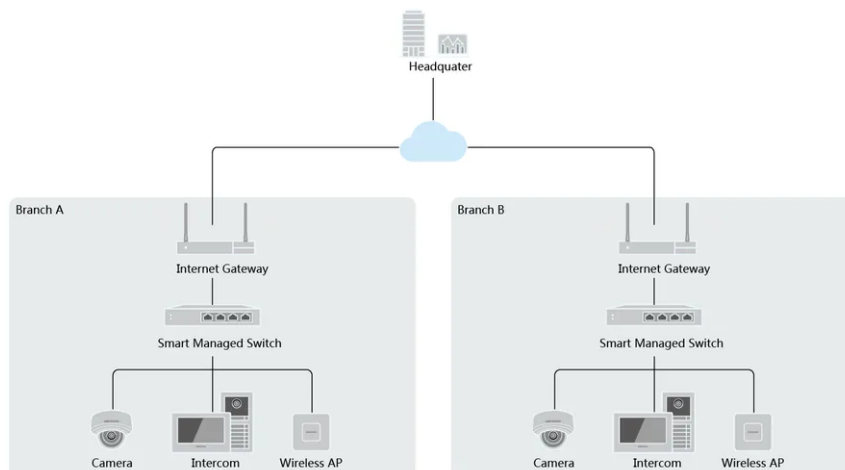 Headquater
Branch A
Branch B
Internet Gateway
Internet Gateway
Smart Managed Switch
Smart Managed Switch
Camera
Intercom
Wireless AP
Camera
Intercom
Wireless AP